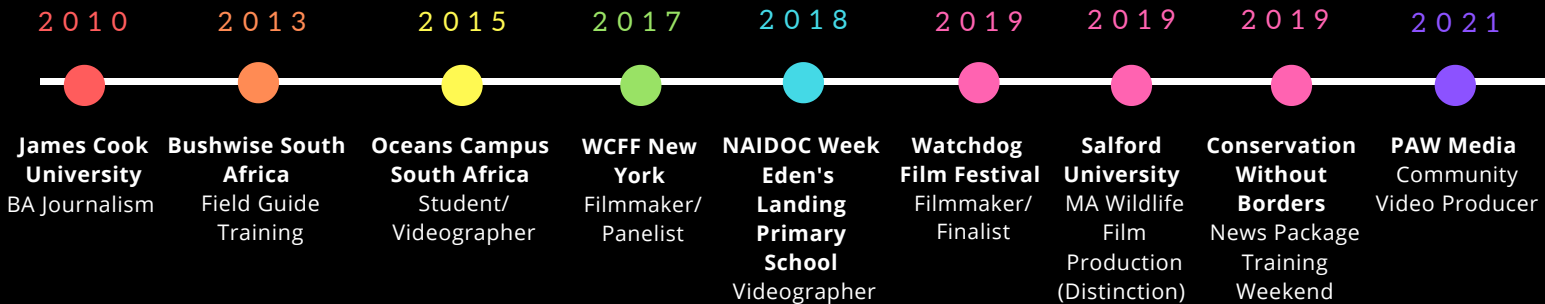 2010
James Cook
University
BA Journalism
2013
Bushwise South
Africa
Field Guide
Training
2015
Oceans Campus
South Africa
Student/
Videographer
2017
WCFF New
York
Filmmaker/
Panelist
2018
NAIDOC Week
Eden's
Landing
Primary
School
Videographer
2019
Watchdog
Film Festival
Filmmaker/
Finalist
2019
Salford
University
MA Wildlife
Film
Production
(Distinction)
2019
Conservation
Without
Borders
News Package
Training
Weekend
2021
PAW Media
Community
Video Producer